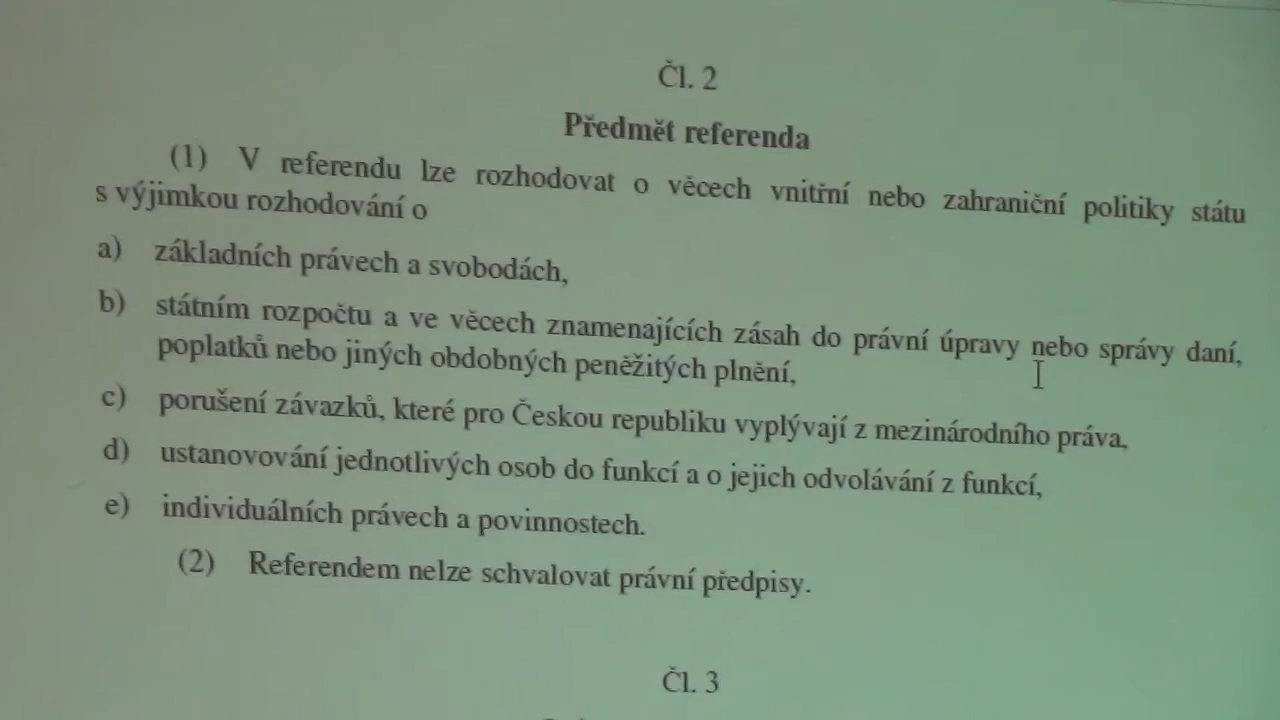 Čl. 2
Předmět referenda
(1) V referendu lze rozhodovat o věcech vnitřní nebo zahraniční politiky státu
s výjimkou rozhodování o
a) základních právech a svobodách,
b) státním rozpočtu a ve věcech znamenajících zásah do právní úpravy nebo správy daní,
poplatků nebo jiných obdobných peněžitých plnění,
c) porušení závazků, které pro Českou republiku vyplývají z mezinárodního práva,
d) ustanovování jednotlivých osob do funkcí a o jejich odvolávání z funkcí,
e) individuálních právech a povinnostech.
(2) Referendem nelze schvalovat právní předpisy.
Čl. 3